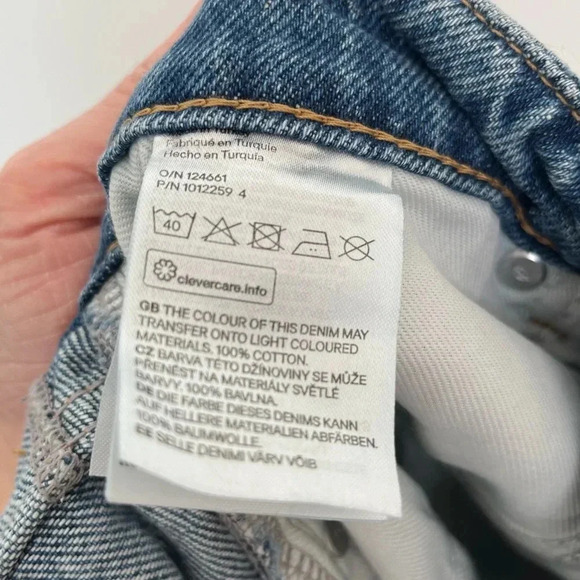 Fabriqué en Turquie
Hecho en Turquía
O/N 124661
P/N 1012259 4
40
clevercare.info
GB THE COLOUR OF THIS DENIM MAY
TRANSFER ONTO LIGHT COLOURED
MATERIALS. 100% COTTON.
CZ BARVA TÉTO DŽÍNOVINY SE MŮŽE
PŘENÉST NA MATERIÁLY SVĚTLÉ
BARVY. 100% BAVLNA.
DE DIE FARBE DIESES DENIMS KANN
AUF HELLERE MATERIALIEN ABFÄRBEN.
100% BAUMWOLLE.
EE SELLE DENIMI VÄRV VÕIB